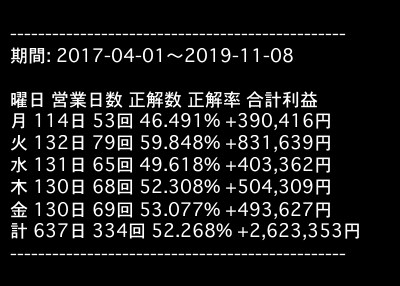 ------------------------------------------------
期間: 2017-04-01〜2019-11-08
曜日 営業日数 正解数 正解率 合計利益
月 114日 53回 46.491% +390,416円
火 132日 79回 59.848% +831,639円
水 131日 65回 49.618% +403,362円
木 130日 68回 52.308% +504,309円
金 130日 69回 53.077% +493,627円
計 637日 334回 52.268% +2,623,353円
------------------------------------------------